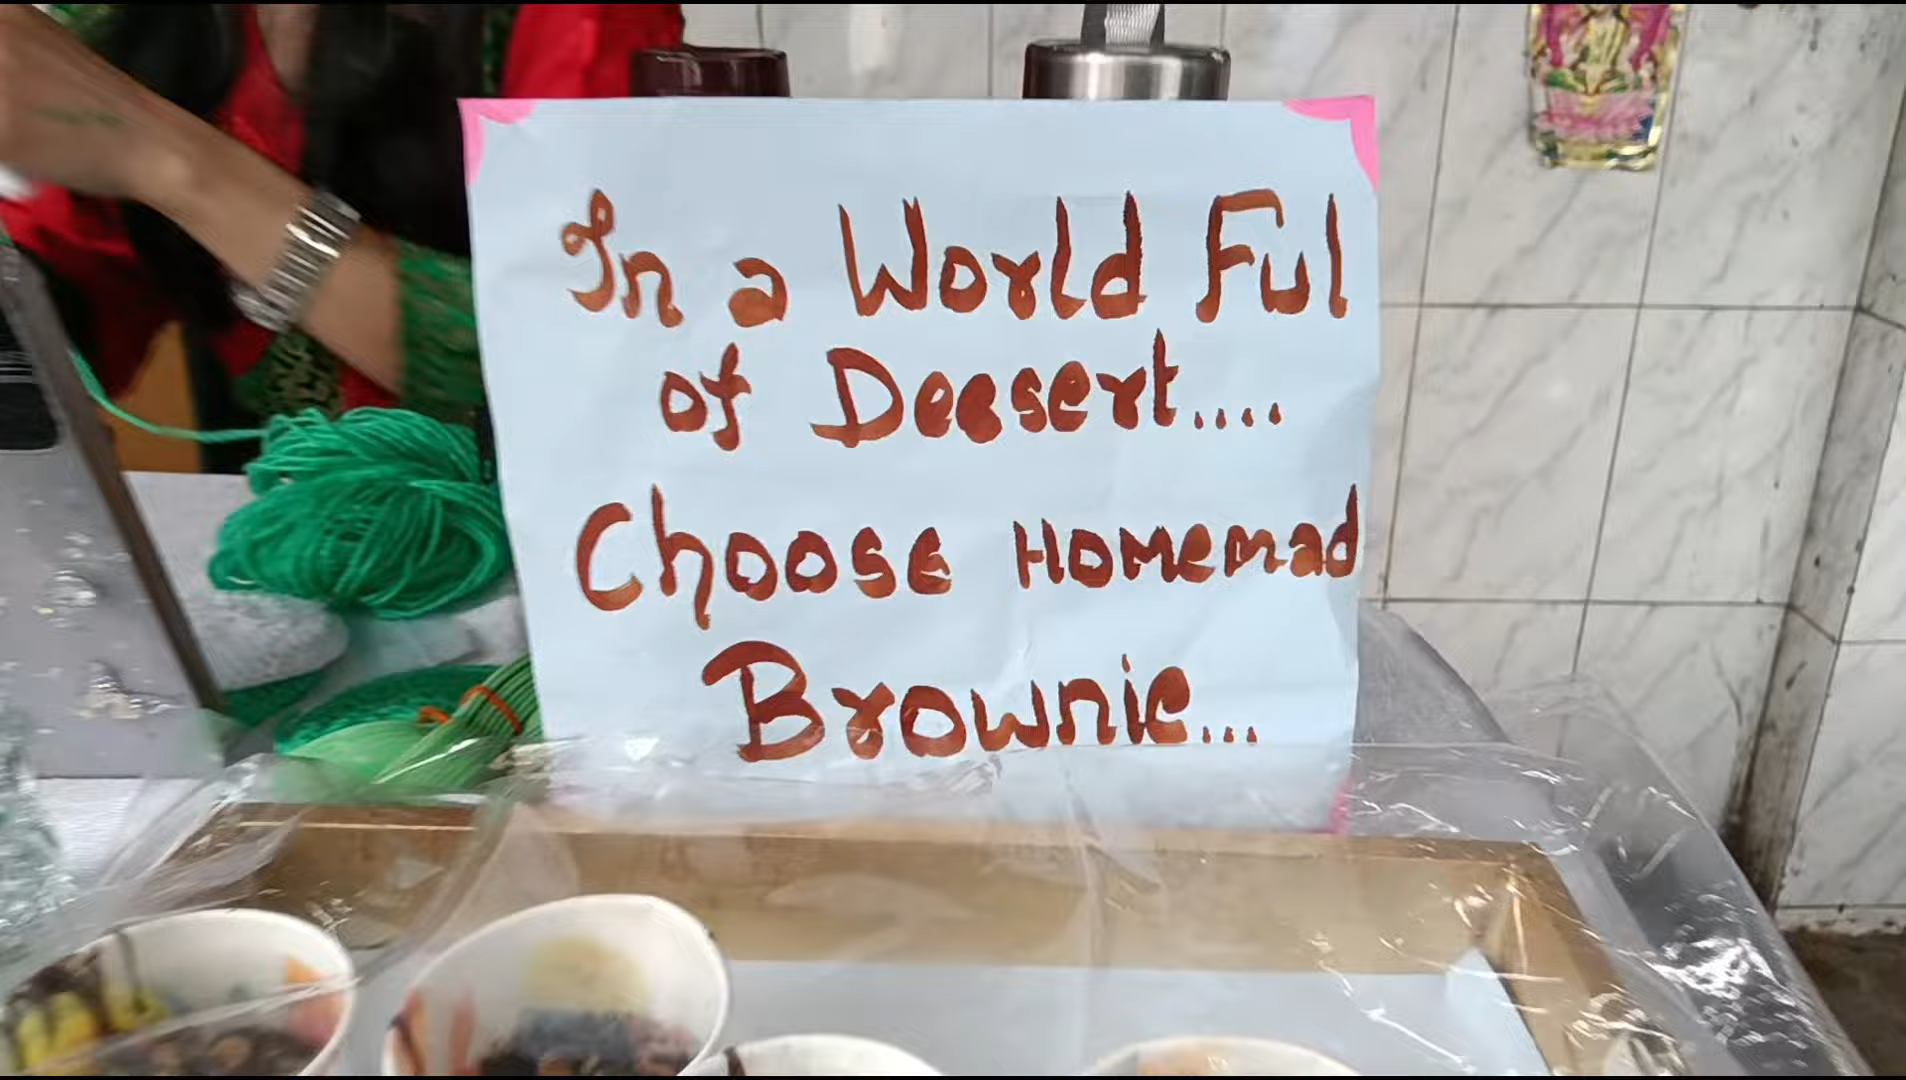 In a World Ful
of Deesert....
Choose Homemad
Brownie...